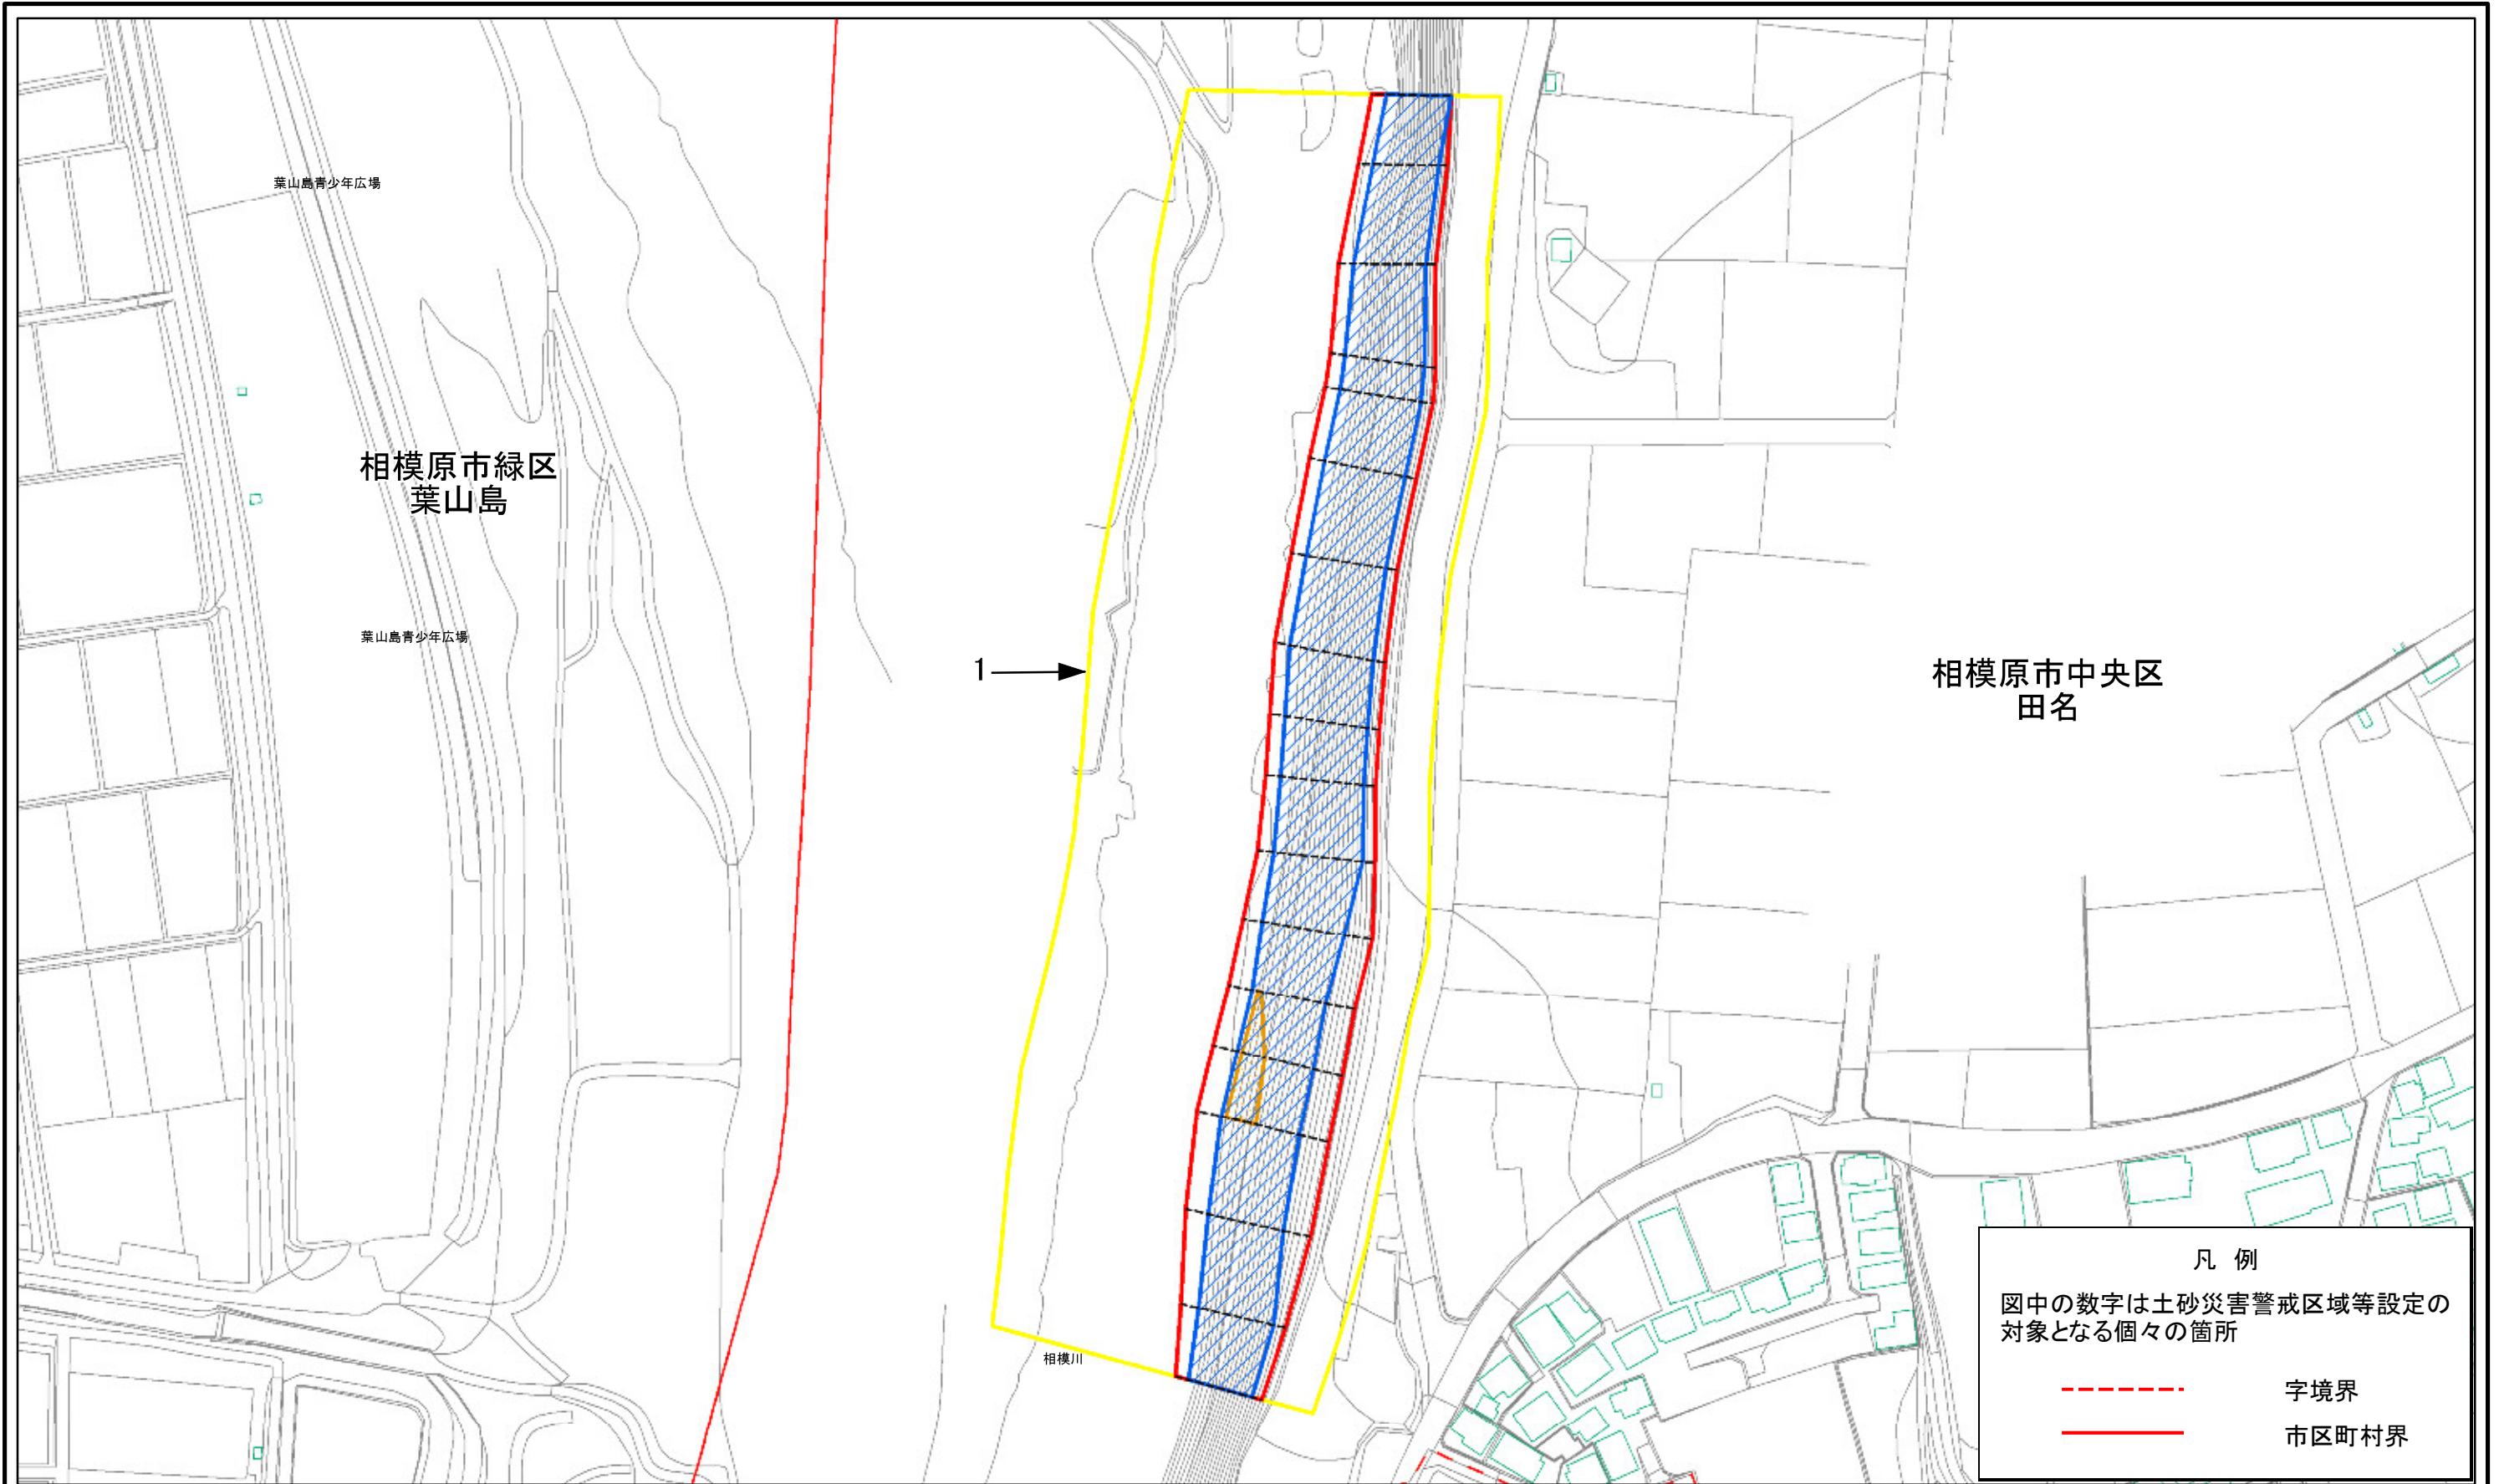 葉山島青少年広場
相模原市緑区
葉山島
葉山島青少年広場
1
相模原市中央区
田名
相模川
凡 例
図中の数字は土砂災害警戒区域等設定の
対象となる個々の箇所
字境界
市区町村界